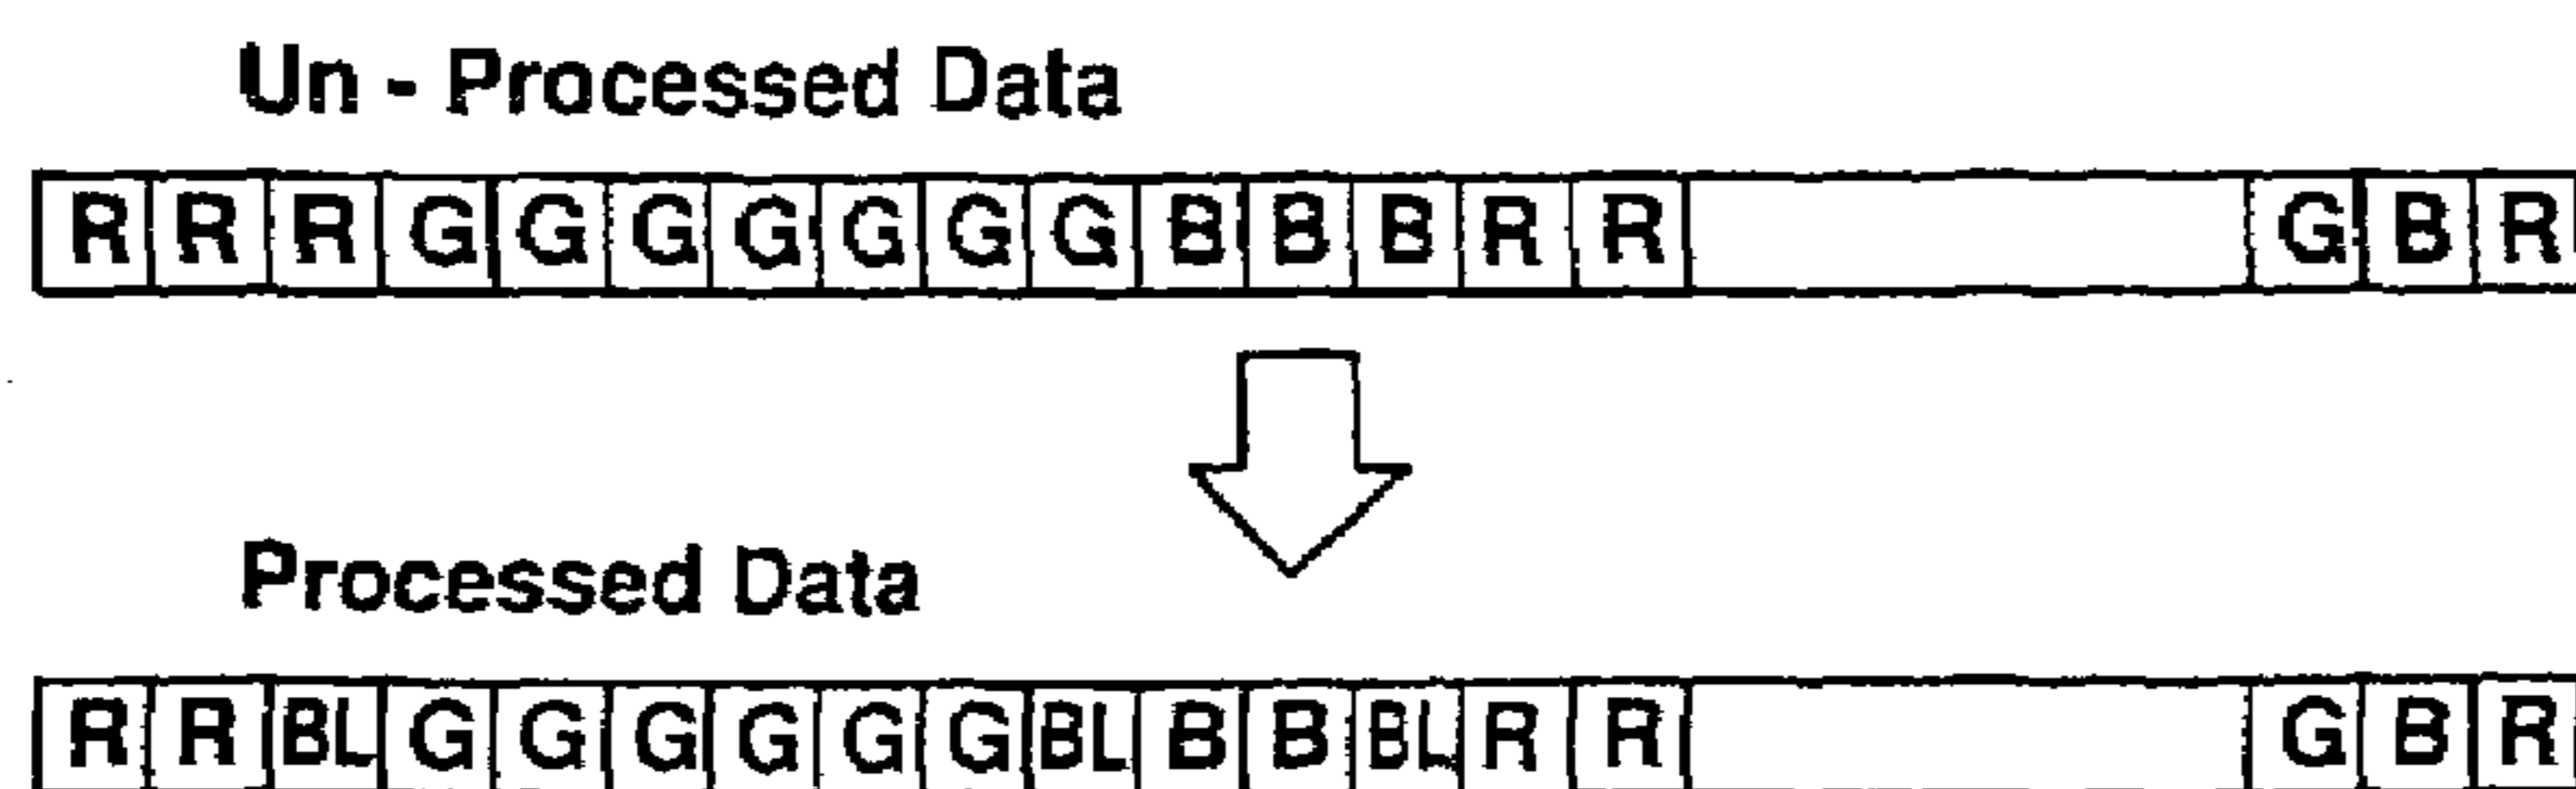 Un - Processed Data
R R R G G G G G G G B B B R R G B R
Processed Data
R R BL G G G G G G BL B B BL R R G B R